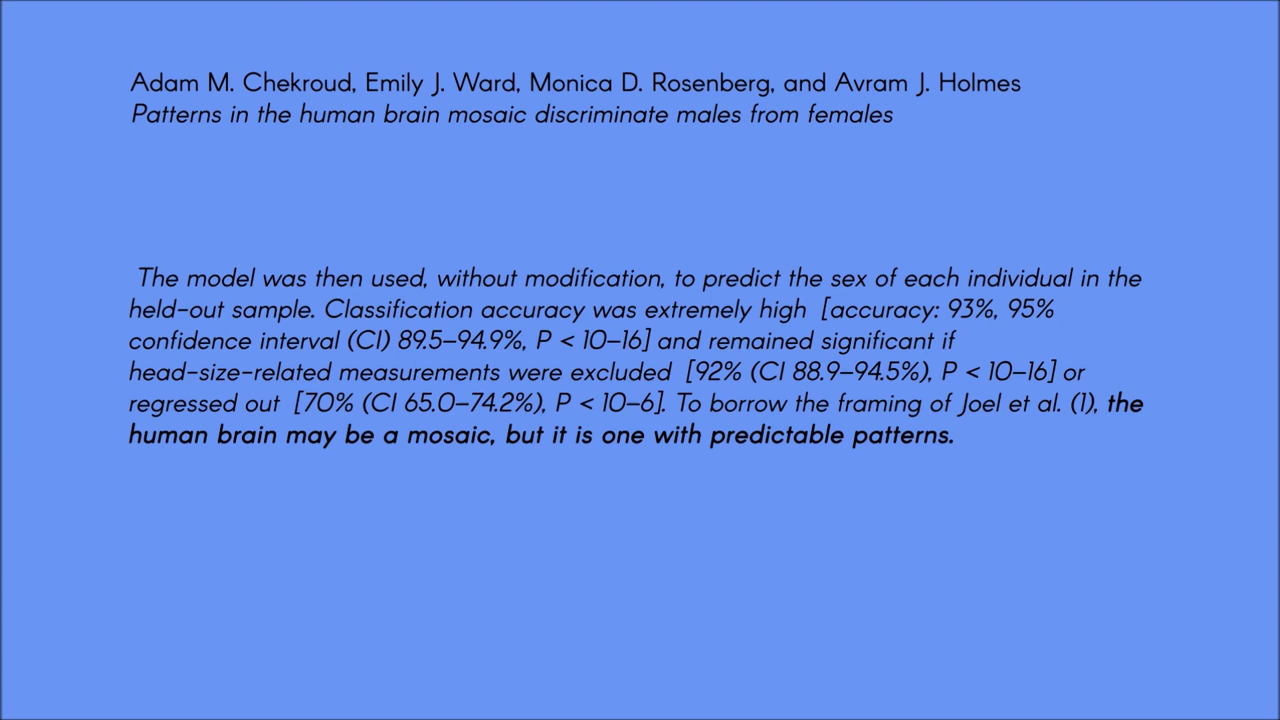 Adam M. Chekroud, Emily J. Ward, Monica D. Rosenberg, and Avram J. Holmes
Patterns in the human brain mosaic discriminate males from females
The model was then used, without modification, to predict the sex of each individual in the
held-out sample. Classification accuracy was extremely high [accuracy: 93%, 95%
confidence interval (CI) 89.5–94.9%, P < 10–16] and remained significant if
head-size-related measurements were excluded [92% (CI 88.9–94.5%), P < 10–16] or
regressed out [70% (CI 65.0–74.2%), P < 10–6]. To borrow the framing of Joel et al. (1), the
human brain may be a mosaic, but it is one with predictable patterns.